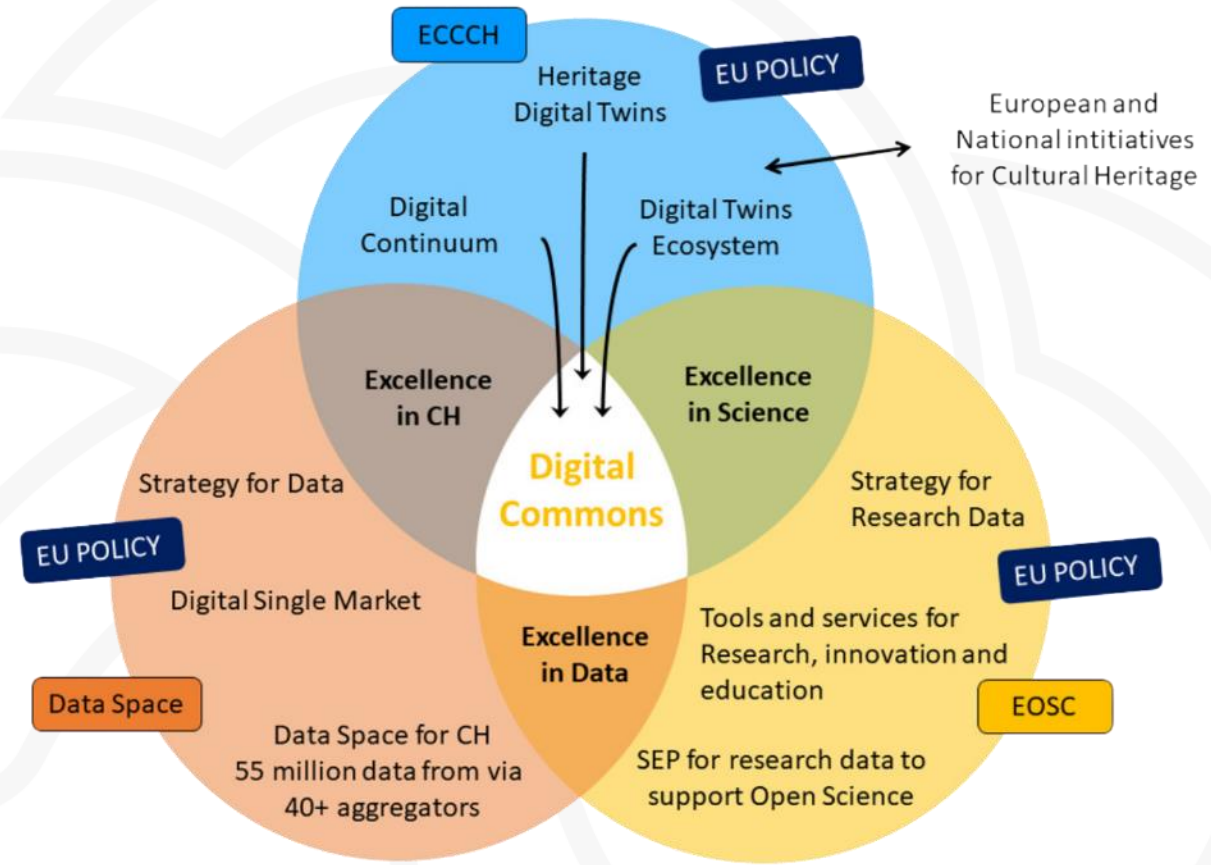 ECCCH
EU POLICY
Heritage
Digital Twins
European and
National intitiatives
for Cultural Heritage
Digital
Continuum
Digital Twins
Ecosystem
Excellence
in CH
Excellence
in Science
Digital
Commons
Strategy for Data
Strategy for
Research Data
EU POLICY
EU POLICY
Digital Single Market
Tools and services for
Research, innovation and
education
Excellence
in Data
Data Space
EOSC
Data Space for CH
55 million data from via
40+ aggregators
SEP for research data to
support Open Science